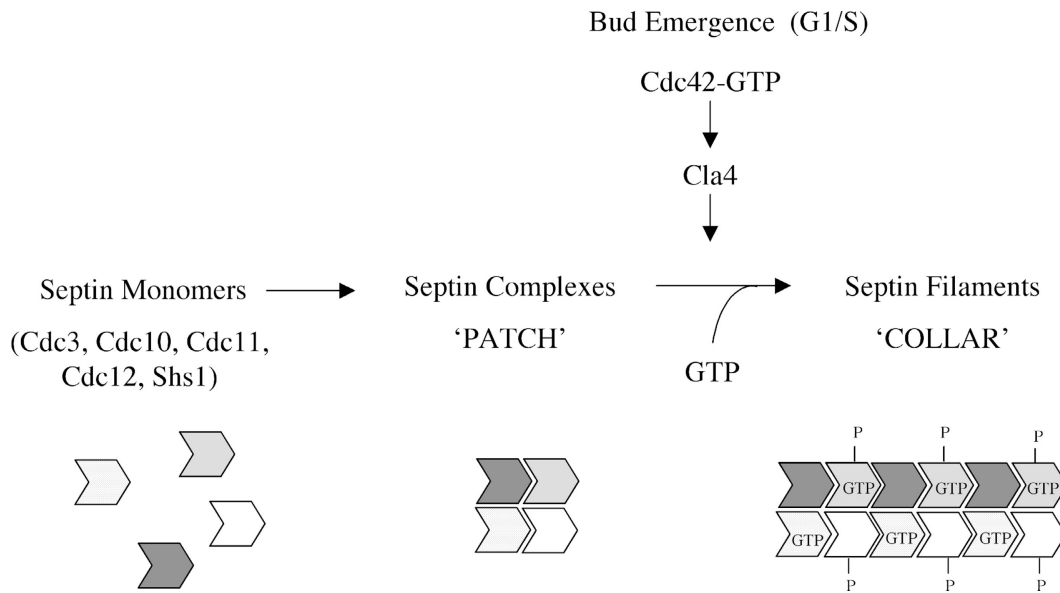 Bud Emergence (G1/S)
Cdc42-GTP
Cla4
Septin Monomers
Septin Complexes
Septin Filaments
(Cdc3, Cdc10, Cdc11,
Cdc12, Shs1)
‘PATCH’
‘COLLAR’
GTP
P P P
GTP GTP GTP
GTP GTP GTP
P P P